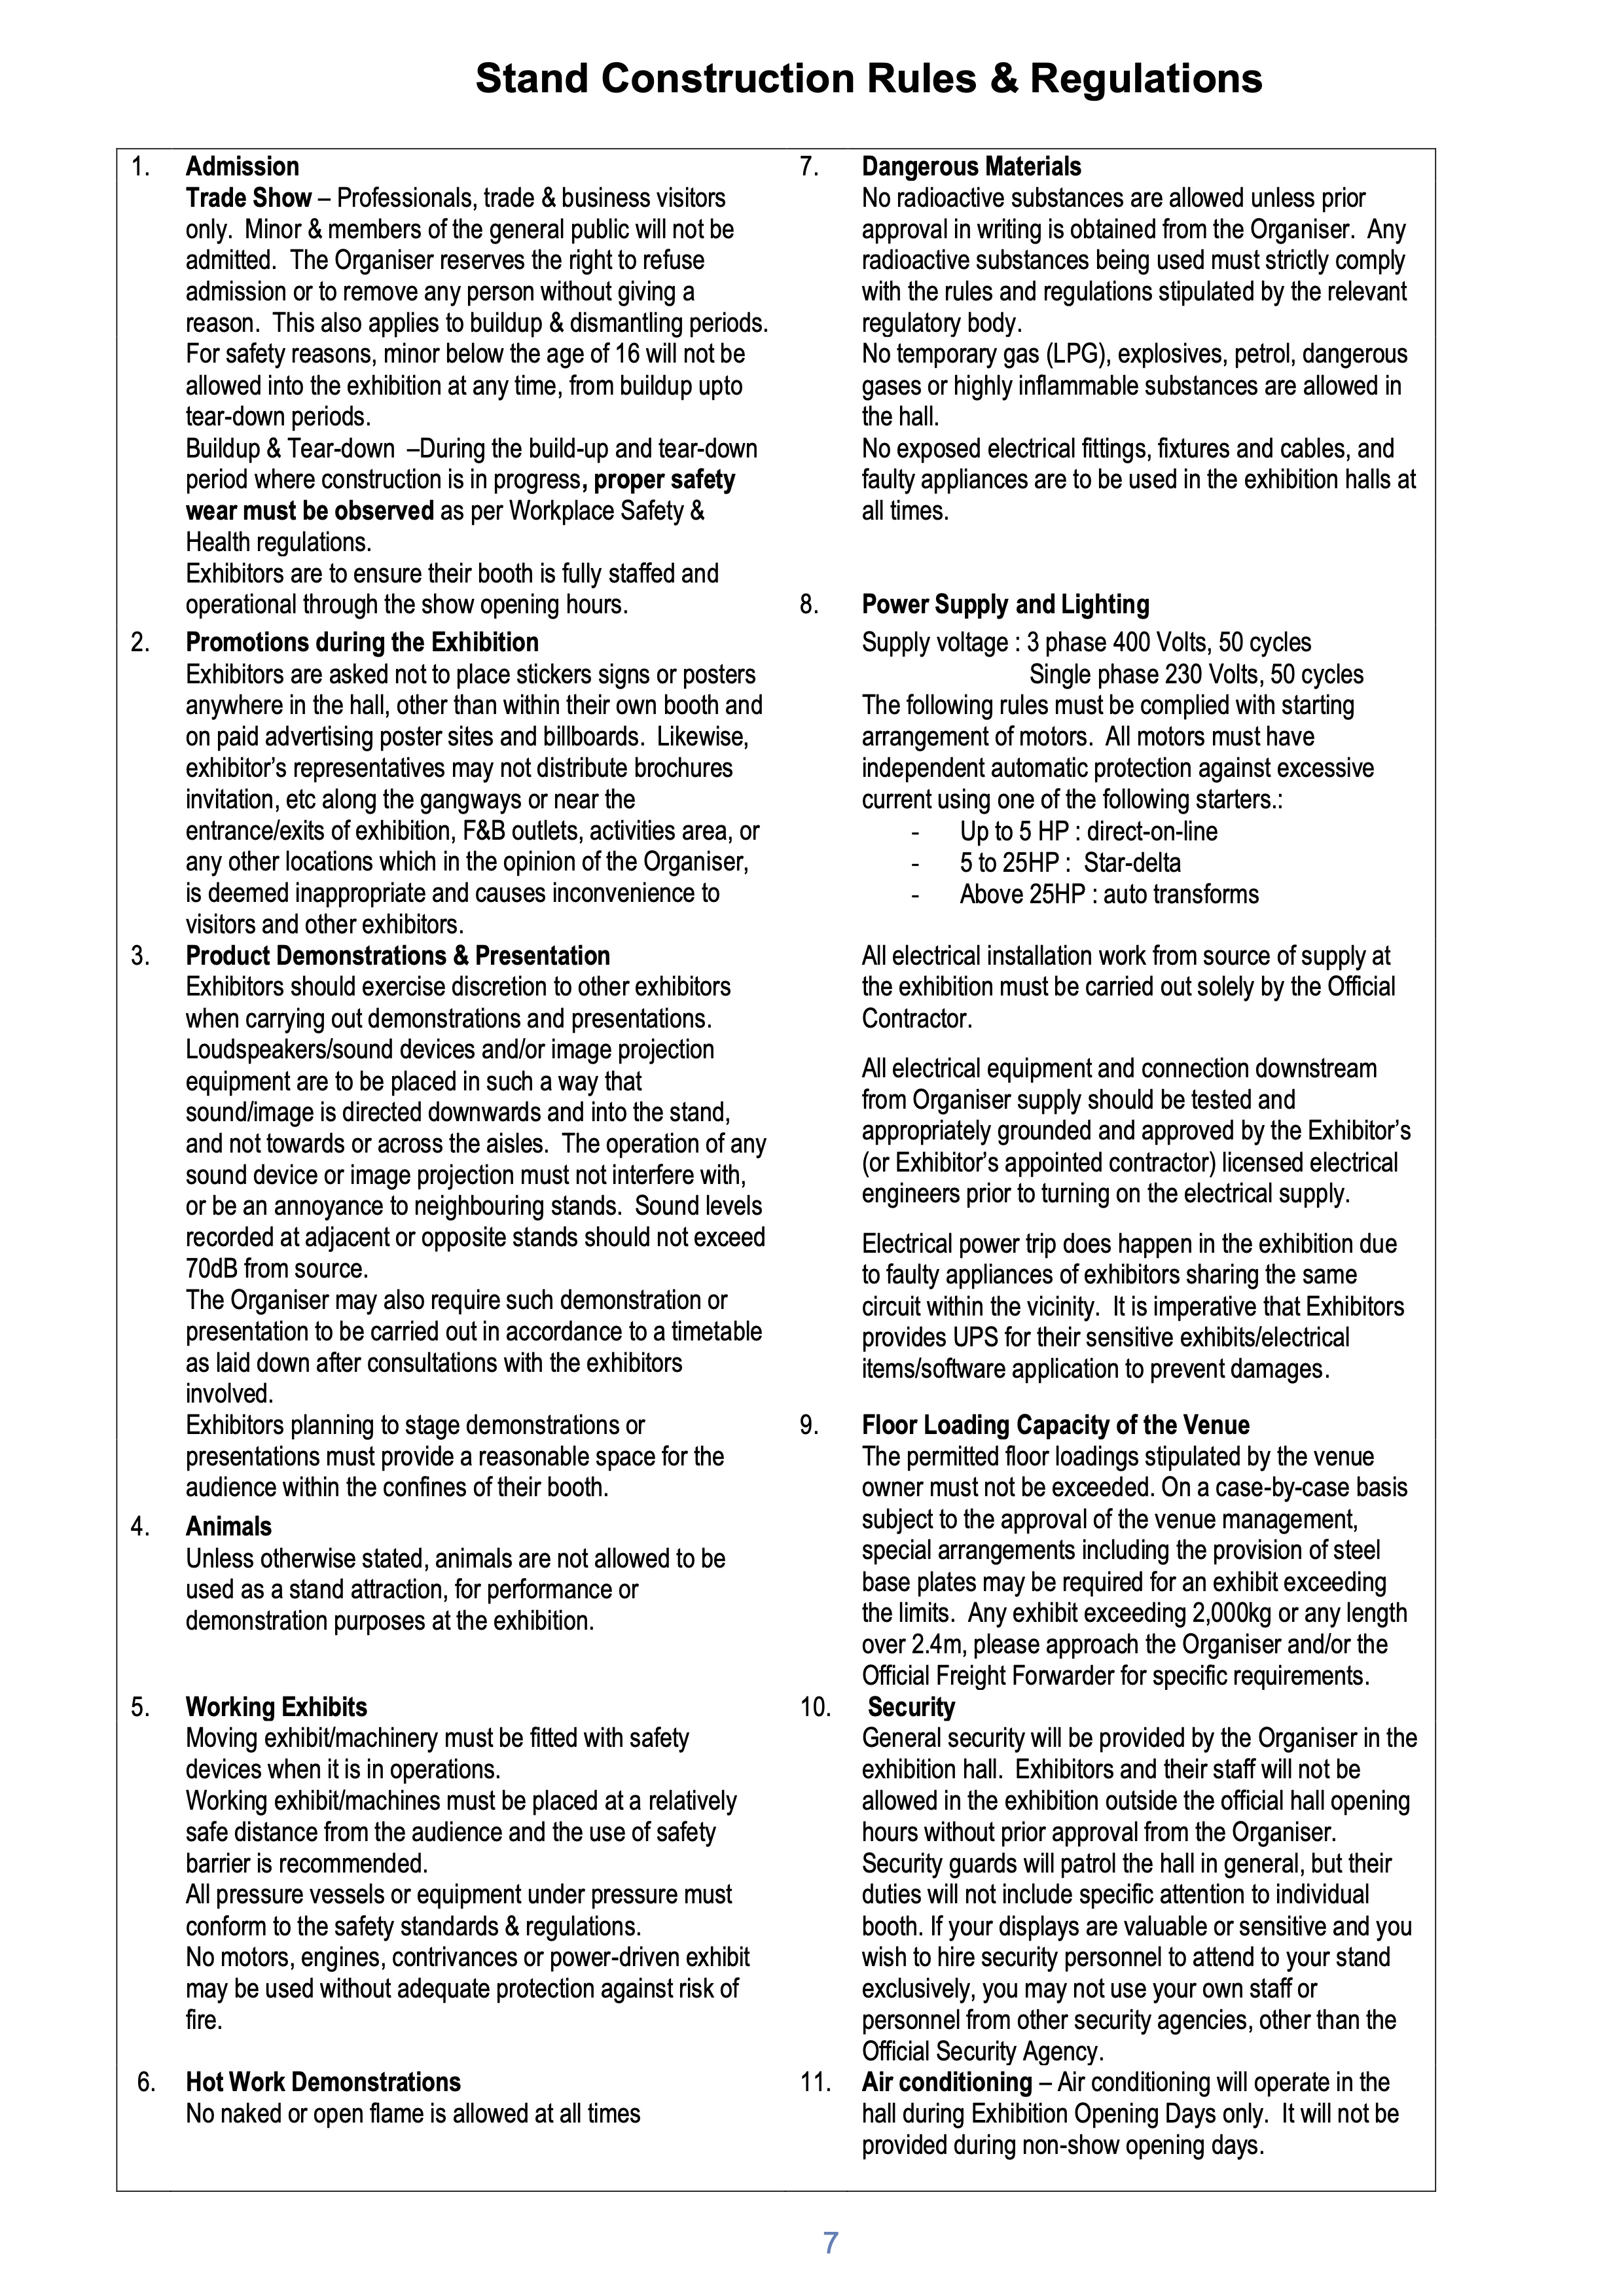 Stand Construction Rules & Regulations
1. Admission
Trade Show – Professionals, trade & business visitors
only. Minor & members of the general public will not be
admitted. The Organiser reserves the right to refuse
admission or to remove any person without giving a
reason. This also applies to buildup & dismantling periods.
For safety reasons, minor below the age of 16 will not be
allowed into the exhibition at any time, from buildup upto
tear-down periods.
Buildup & Tear-down –During the build-up and tear-down
period where construction is in progress, proper safety
wear must be observed as per Workplace Safety &
Health regulations.
Exhibitors are to ensure their booth is fully staffed and
operational through the show opening hours.
2. Promotions during the Exhibition
Exhibitors are asked not to place stickers signs or posters
anywhere in the hall, other than within their own booth and
on paid advertising poster sites and billboards. Likewise,
exhibitor's representatives may not distribute brochures
invitation, etc along the gangways or near the
entrance/exits of exhibition, F&B outlets, activities area, or
any other locations which in the opinion of the Organiser,
is deemed inappropriate and causes inconvenience to
visitors and other exhibitors.
3. Product Demonstrations & Presentation
Exhibitors should exercise discretion to other exhibitors
when carrying out demonstrations and presentations.
Loudspeakers/sound devices and/or image projection
equipment are to be placed in such a way that
sound/image is directed downwards and into the stand,
and not towards or across the aisles. The operation of any
sound device or image projection must not interfere with,
or be an annoyance to neighbouring stands. Sound levels
recorded at adjacent or opposite stands should not exceed
70dB from source.
The Organiser may also require such demonstration or
presentation to be carried out in accordance to a timetable
as laid down after consultations with the exhibitors
involved.
Exhibitors planning to stage demonstrations or
presentations must provide a reasonable space for the
audience within the confines of their booth.
4. Animals
Unless otherwise stated, animals are not allowed to be
used as a stand attraction, for performance or
demonstration purposes at the exhibition.
5. Working Exhibits
Moving exhibit/machinery must be fitted with safety
devices when it is in operations.
Working exhibit/machines must be placed at a relatively
safe distance from the audience and the use of safety
barrier is recommended.
All pressure vessels or equipment under pressure must
conform to the safety standards & regulations.
No motors, engines, contrivances or power-driven exhibit
may be used without adequate protection against risk of
fire.
6. Hot Work Demonstrations
No naked or open flame is allowed at all times
7. Dangerous Materials
No radioactive substances are allowed unless prior
approval in writing is obtained from the Organiser. Any
radioactive substances being used must strictly comply
with the rules and regulations stipulated by the relevant
regulatory body.
No temporary gas (LPG), explosives, petrol, dangerous
gases or highly inflammable substances are allowed in
the hall.
No exposed electrical fittings, fixtures and cables, and
faulty appliances are to be used in the exhibition halls at
all times.
8. Power Supply and Lighting
Supply voltage : 3 phase 400 Volts, 50 cycles
Single phase 230 Volts, 50 cycles
The following rules must be complied with starting
arrangement of motors. All motors must have
independent automatic protection against excessive
current using one of the following starters.:
- Up to 5 HP : direct-on-line
- 5 to 25HP : Star-delta
- Above 25HP : auto transforms
All electrical installation work from source of supply at
the exhibition must be carried out solely by the Official
Contractor.
All electrical equipment and connection downstream
from Organiser supply should be tested and
appropriately grounded and approved by the Exhibitor's
(or Exhibitor's appointed contractor) licensed electrical
engineers prior to turning on the electrical supply.
Electrical power trip does happen in the exhibition due
to faulty appliances of exhibitors sharing the same
circuit within the vicinity. It is imperative that Exhibitors
provides UPS for their sensitive exhibits/electrical
items/software application to prevent damages.
9. Floor Loading Capacity of the Venue
The permitted floor loadings stipulated by the venue
owner must not be exceeded. On a case-by-case basis
subject to the approval of the venue management,
special arrangements including the provision of steel
base plates may be required for an exhibit exceeding
the limits. Any exhibit exceeding 2,000kg or any length
over 2.4m, please approach the Organiser and/or the
Official Freight Forwarder for specific requirements.
10. Security
General security will be provided by the Organiser in the
exhibition hall. Exhibitors and their staff will not be
allowed in the exhibition outside the official hall opening
hours without prior approval from the Organiser.
Security guards will patrol the hall in general, but their
duties will not include specific attention to individual
booth. If your displays are valuable or sensitive and you
wish to hire security personnel to attend to your stand
exclusively, you may not use your own staff or
personnel from other security agencies, other than the
Official Security Agency.
11. Air conditioning – Air conditioning will operate in the
hall during Exhibition Opening Days only. It will not be
provided during non-show opening days.
7